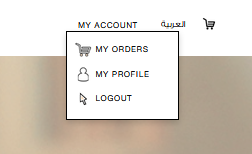 MY ACCOUNT العربية
MY ORDERS
MY PROFILE
LOGOUT